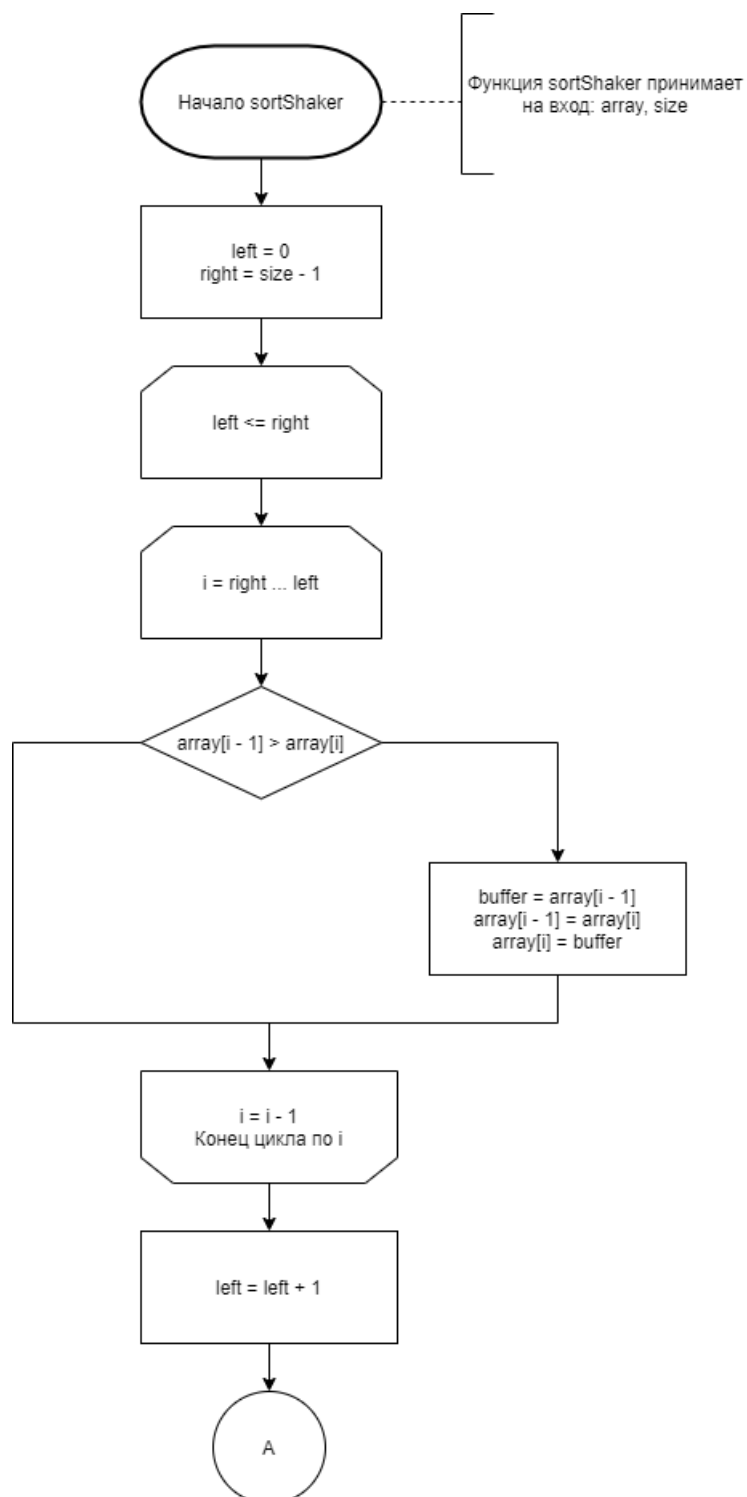 Начало sortShaker
Функция sortShaker принимает
на вход: array, size
left = 0
right = size - 1
left <= right
i = right ... left
array[i - 1] > array[i]
buffer = array[i - 1]
array[i - 1] = array[i]
array[i] = buffer
i = i - 1
Конец цикла по i
left = left + 1
A